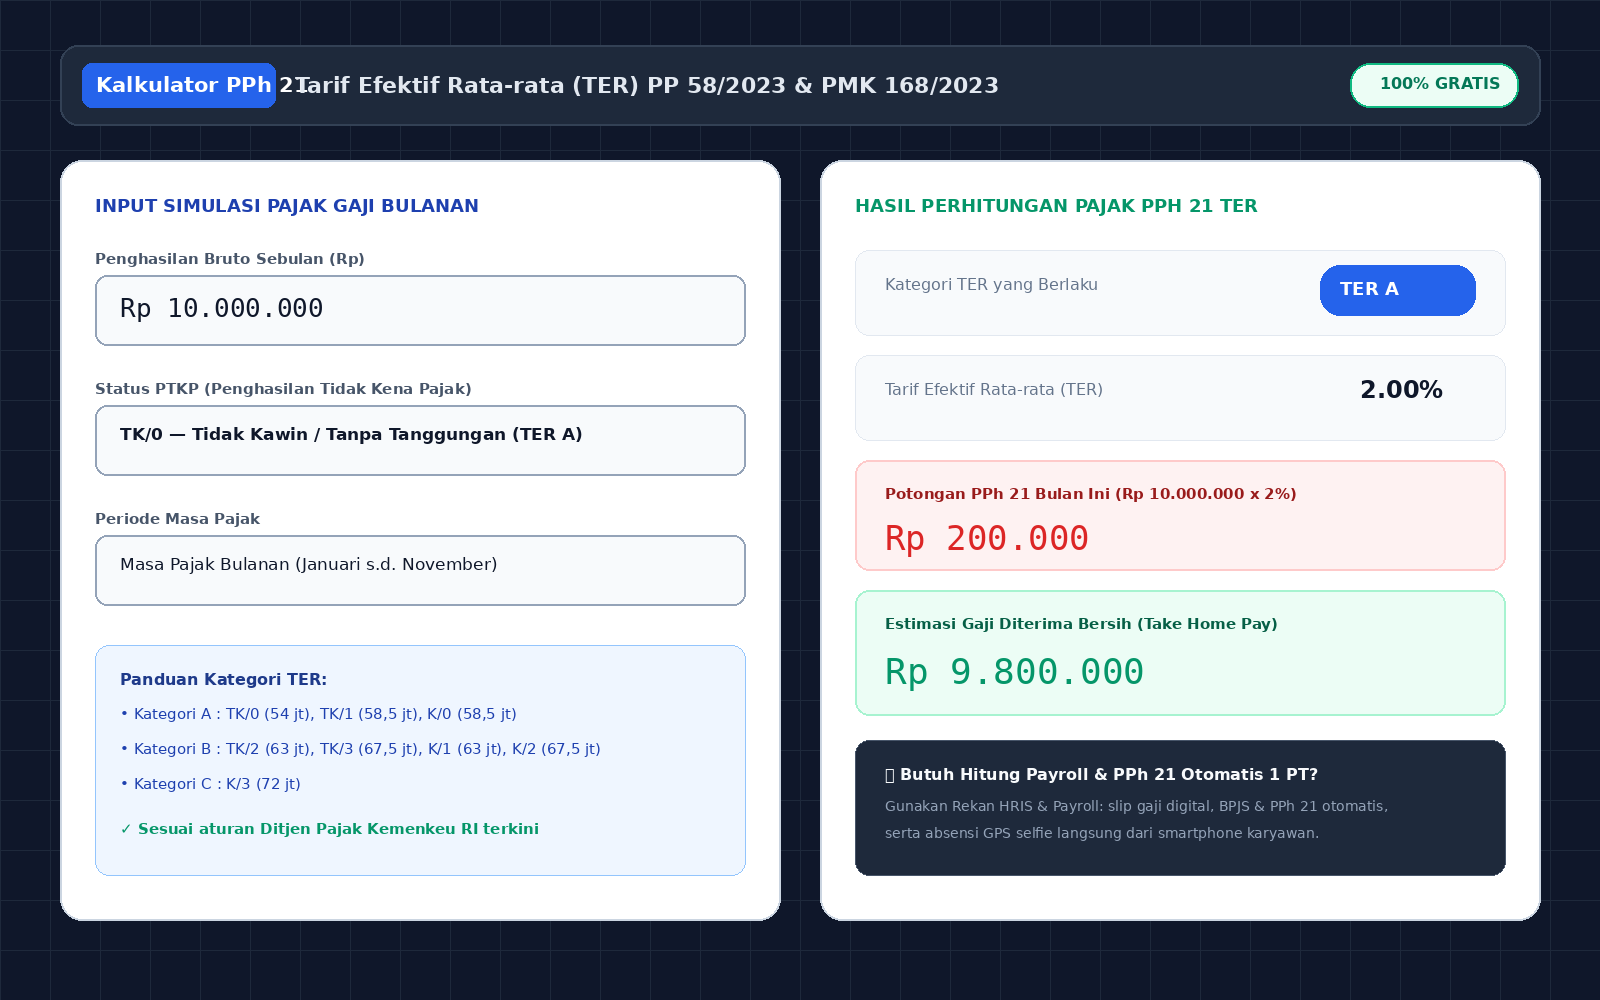 Kalkulator PPh 21
Tarif Efektif Rata-rata (TER) PP 58/2023 & PMK 168/2023
100% GRATIS
INPUT SIMULASI PAJAK GAJI BULANAN
Penghasilan Bruto Sebulan (Rp)
Rp 10.000.000
Status PTKP (Penghasilan Tidak Kena Pajak)
TK/0 — Tidak Kawin / Tanpa Tanggungan (TER A)
Periode Masa Pajak
Masa Pajak Bulanan (Januari s.d. November)
Panduan Kategori TER:
• Kategori A : TK/0 (54 jt), TK/1 (58,5 jt), K/0 (58,5 jt)
• Kategori B : TK/2 (63 jt), TK/3 (67,5 jt), K/1 (63 jt), K/2 (67,5 jt)
• Kategori C : K/3 (72 jt)
✓ Sesuai aturan Ditjen Pajak Kemenkeu RI terkini
HASIL PERHITUNGAN PAJAK PPH 21 TER
Kategori TER yang Berlaku
TER A
Tarif Efektif Rata-rata (TER)
2.00%
Potongan PPh 21 Bulan Ini (Rp 10.000.000 x 2%)
Rp 200.000
Estimasi Gaji Diterima Bersih (Take Home Pay)
Rp 9.800.000
Butuh Hitung Payroll & PPh 21 Otomatis 1 PT?
Gunakan Rekan HRIS & Payroll: slip gaji digital, BPJS & PPh 21 otomatis,
serta absensi GPS selfie langsung dari smartphone karyawan.